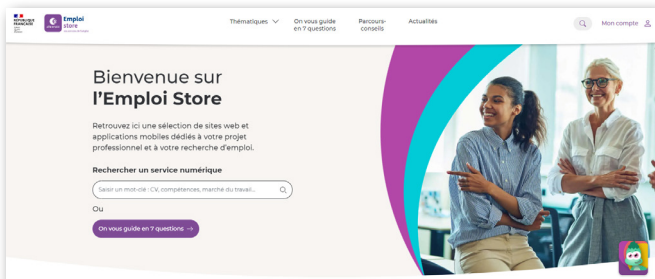 RÉPUBLIQUE
FRANÇAISE
Emploi
store
Thématiques
On vous guide
en 7 questions
Parcours-
conseils
Actualités
Mon compte
Bienvenue sur
l'Emploi Store
Retrouvez ici une sélection de sites web et
applications mobiles dédiés à votre projet
professionnel et à votre recherche d'emploi.
Rechercher un service numérique
Saisir un mot-clé : CV, compétences, marché du travail...
Ou
On vous guide en 7 questions →